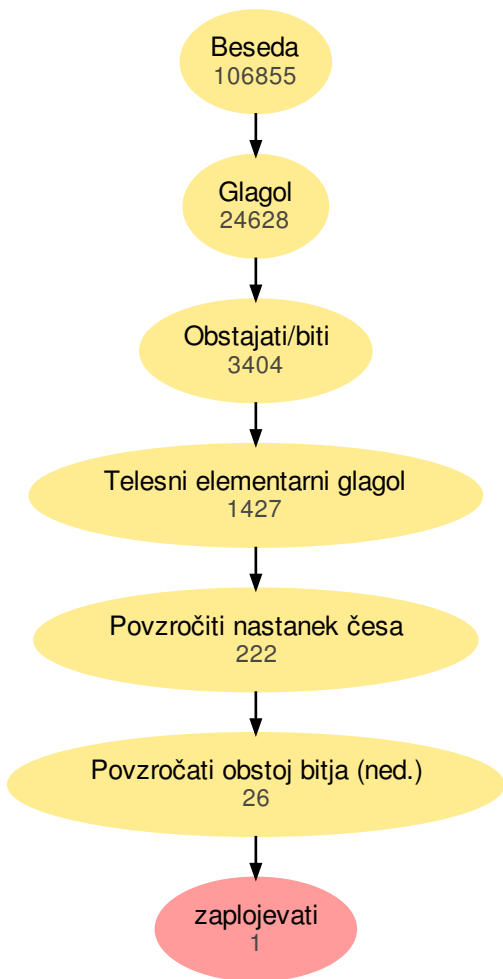 Beseda
106855
Glagol
24628
Obstajati/biti
3404
Telesni elementarni glagol
1427
Povzročiti nastanek česa
222
Povzročati obstoj bitja (ned.)
26
zaplojevati
1